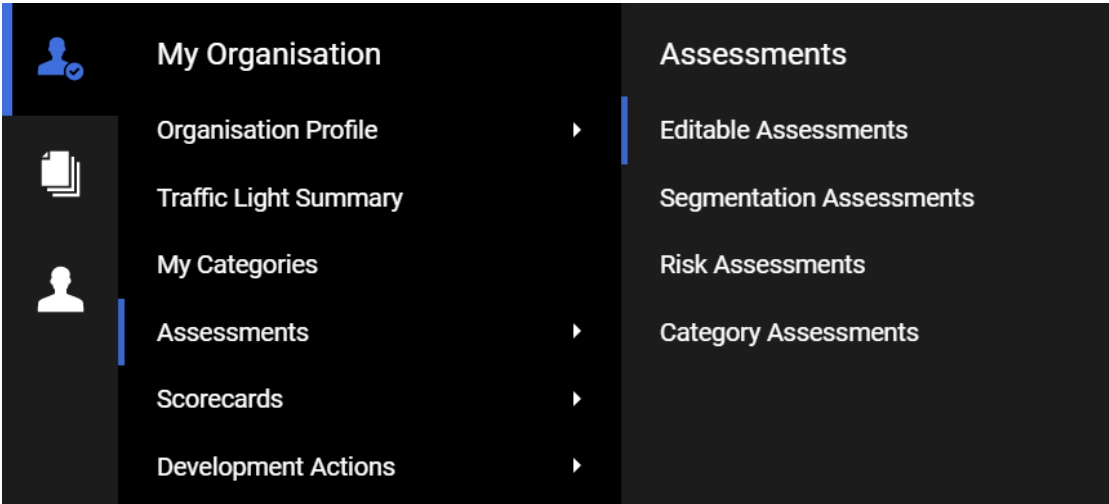 My Organisation
Organisation Profile
Traffic Light Summary
My Categories
Assessments
Scorecards
Development Actions
Assessments
Editable Assessments
Segmentation Assessments
Risk Assessments
Category Assessments